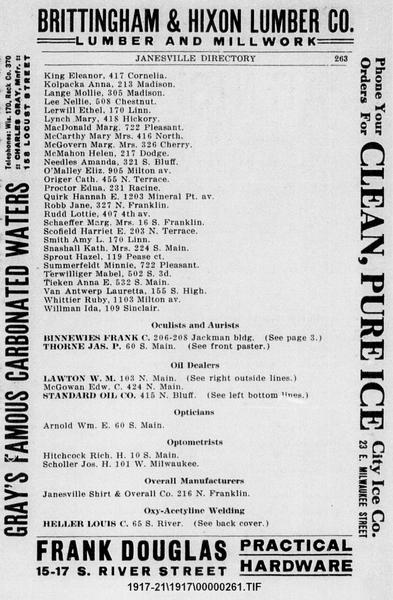 BRITTINGHAM & HIXON LUMBER CO.
LUMBER AND MILLWORK
JANESVILLE DIRECTORY 263
King Eleanor, 417 Cornelia.
Kolpacka Anna, 213 Madison.
Lange Mollie, 305 Madison.
Lee Nellie, 508 Chestnut.
Lerwill Ethel, 170 Linn.
Lynch Mary, 418 Hickory.
MacDonald Marg. 722 Pleasant.
McCarthy Mary Mrs. 416 North.
McGovern Marg. Mrs. 326 Cherry.
McMahon Helen, 217 Dodge.
Needles Amanda, 321 S. Bluff.
O'Malley Eliz. 905 Milton av.
Origer Cath. 455 N. Terrace.
Proctor Edna, 231 Racine.
Quirk Hannah E. 1203 Mineral Pt. av.
Robb Jane, 327 N. Franklin.
Rudd Lottie, 407 4th av.
Schaeffer Marg. Mrs. 16 S. Franklin.
Scofield Harriet E. 203 N. Terrace.
Smith Amy L. 170 Linn.
Snashall Kath. Mrs. 224 S. Main.
Sprout Hazel, 119 Pease ct.
Summerfeldt Minnie, 722 Pleasant.
Terwilliger Mabel, 502 S. 3d.
Tieken Anna E. 532 S. Main.
Van Antwerp Lauretta, 155 S. High.
Whittier Ruby, 1103 Milton av.
Willman Ida, 109 Sinclair.
Oculists and Aurists
BINNEWIES FRANK C. 206-208 Jackman bldg. (See page 3.)
THORNE JAS. P. 60 S. Main. (See front paster.)
Oil Dealers
LAWTON W. M. 103 N. Main. (See right outside lines.)
McGowan Edw. C. 424 N. Main.
STANDARD OIL CO. 415 N. Bluff. (See left bottom lines.)
Opticians
Arnold Wm. E. 60 S. Main.
Optometrists
Hitchcock Rich. H. 10 S. Main.
Scholler Jos. H. 101 W. Milwaukee.
Overall Manufacturers
Janesville Shirt & Overall Co. 216 N. Franklin.
Oxy-Acetyline Welding
HELLER LOUIS C. 65 S. River. (See back cover.)
GRAY'S FAMOUS CARBONATED WATERS
Telephones: Wis. 170, Rock Co. 370
:: CHARLES GRAY, Mnfr. ::
158 LOCUST STREET
Phone Your
Orders For
CLEAN, PURE ICE
City Ice Co.
23 E. MILWAUKEE STREET
FRANK DOUGLAS
15-17 S. RIVER STREET
PRACTICAL
HARDWARE
1917-21\1917\00000261.TIF